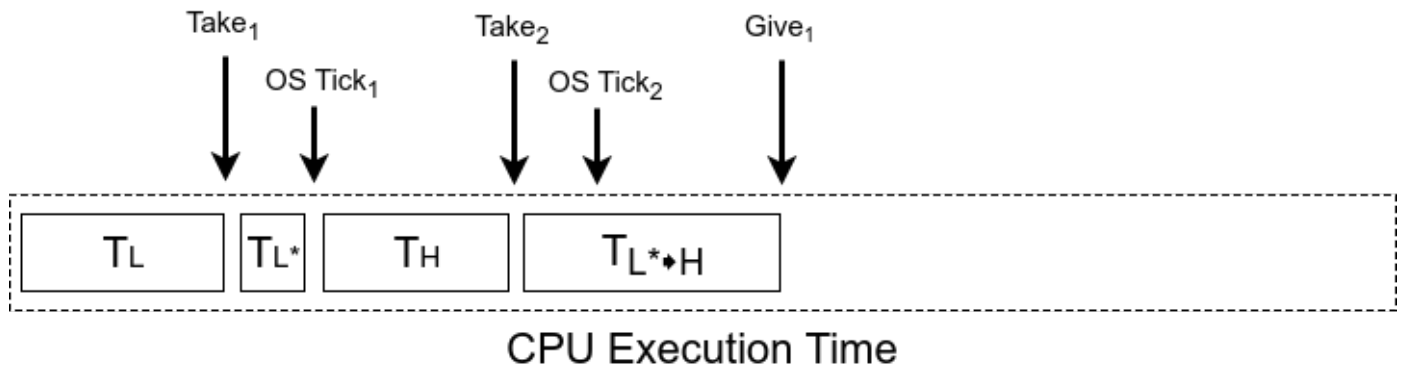 Take₁
Take₂
Give₁
OS Tick₁
OS Tick₂
TL
TL*
TH
TL*➧H
CPU Execution Time